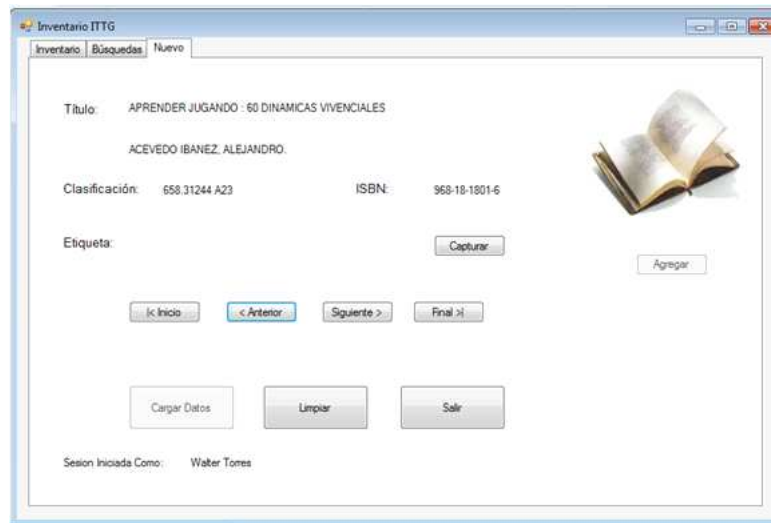 Inventario ITTG
Inventario Búsquedas Nuevo
Título: APRENDER JUGANDO : 60 DINAMICAS VIVENCIALES
ACEVEDO IBANEZ, ALEJANDRO.
Clasificación: 658.31244 A23 ISBN: 968-18-1801-6
Etiqueta: Capturar
Agregar
|< Inicio < Anterior Siguiente > Final >|
Cargar Datos Limpiar Salir
Sesion Iniciada Como: Walter Torres